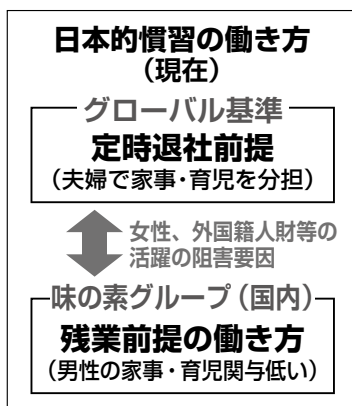 日本的慣習の働き方
（現在）
グローバル基準
定時退社前提
（夫婦で家事・育児を分担）
女性、外国籍人財等の
活躍の阻害要因
味の素グループ（国内）
残業前提の働き方
（男性の家事・育児関与低い）